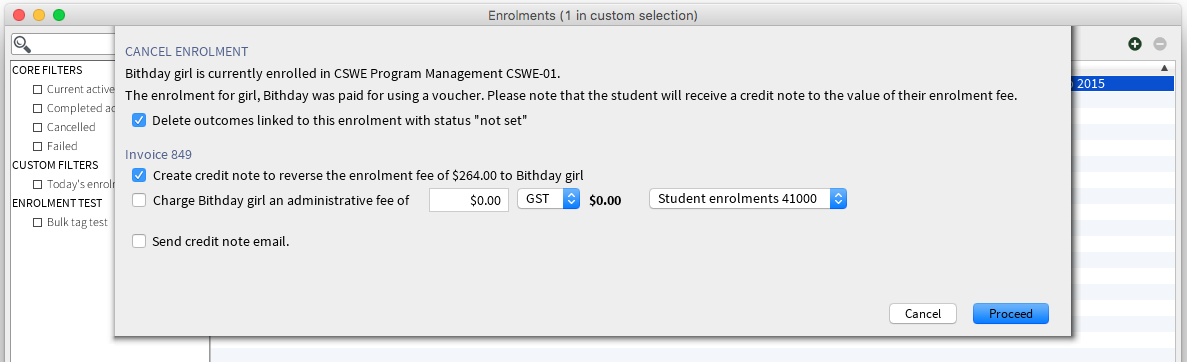 Enrolments (1 in custom selection)
CORE FILTERS
Current active
Completed
Cancelled
Failed
CUSTOM FILTERS
Today's
ENROLMENT TEST
Bulk tag test
CANCEL ENROLMENT
Bithday girl is currently enrolled in CSWE Program Management CSWE-01.
The enrolment for girl, Bithday was paid for using a voucher. Please note that the student will receive a credit note to the value of their enrolment fee.
Delete outcomes linked to this enrolment with status "not set"
Invoice 849
Create credit note to reverse the enrolment fee of $264.00 to Bithday girl
Charge Bithday girl an administrative fee of $0.00 GST $0.00 Student enrolments 41000
Send credit note email.
Cancel Proceed
2015